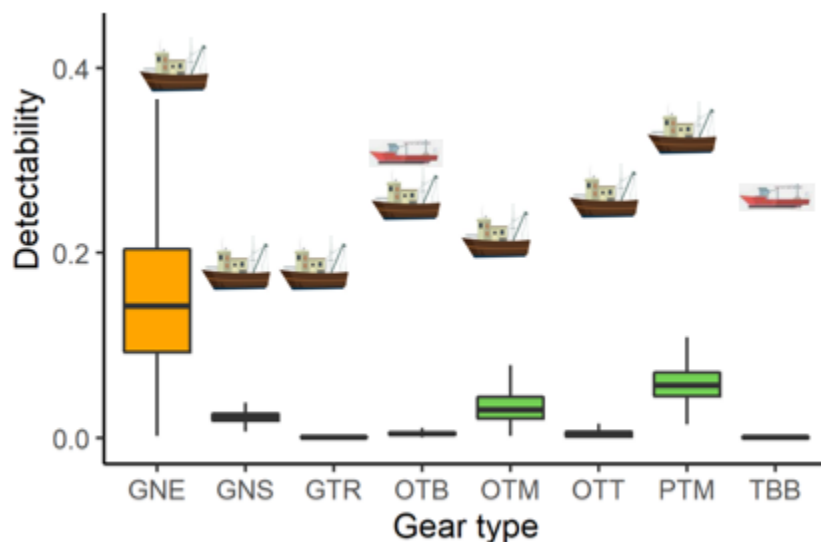 Detectability
0.4
0.2
0.0
GNE GNS GTR OTB OTM OTT PTM TBB
Gear type